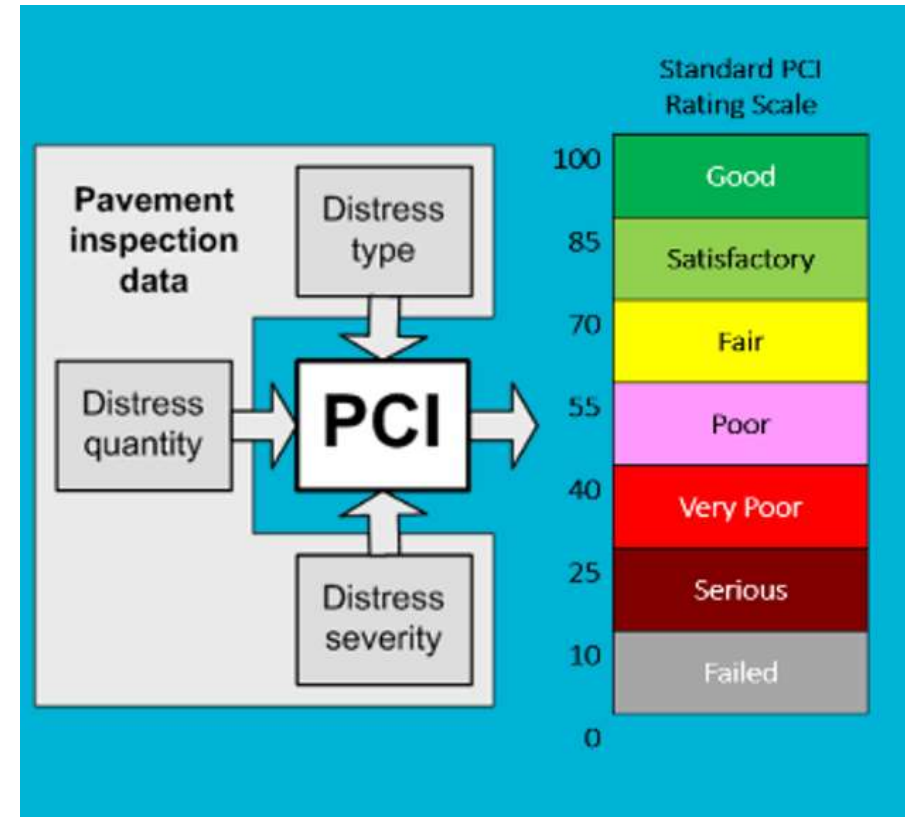 Pavement
inspection
data
Distress
type
Distress
quantity
PCI
Distress
severity
Standard PCI
Rating Scale
100
Good
85
Satisfactory
70
Fair
55
Poor
40
Very Poor
25
Serious
10
Failed
0